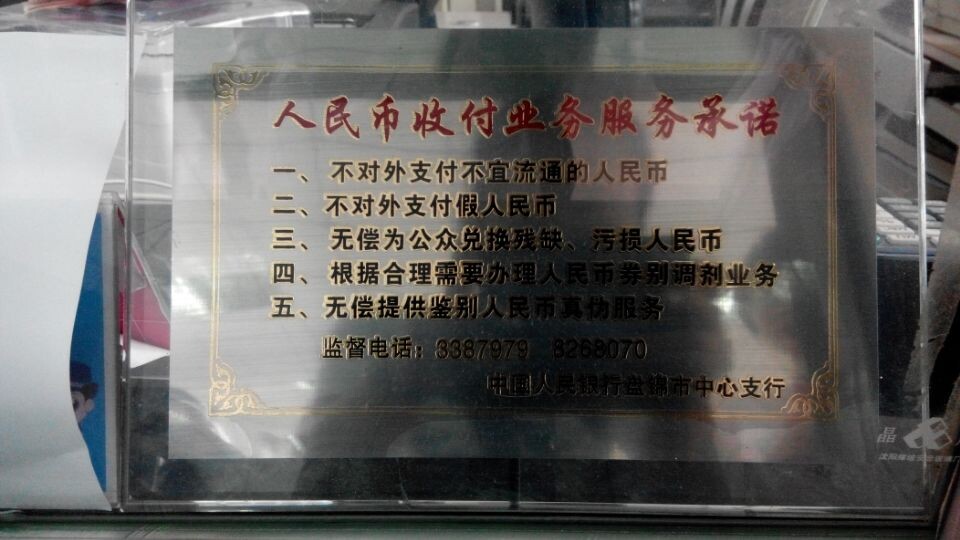 人民币收付业务服务承诺
一、不对外支付不宜流通的人民币
二、不对外支付假人民币
三、无偿为公众兑换残缺、污损人民币
四、根据合理需要办理人民币券别调剂业务
五、无偿提供鉴别人民币真伪服务
监督电话：3387979 8268070
中国人民银行盘锦市中心支行
晶